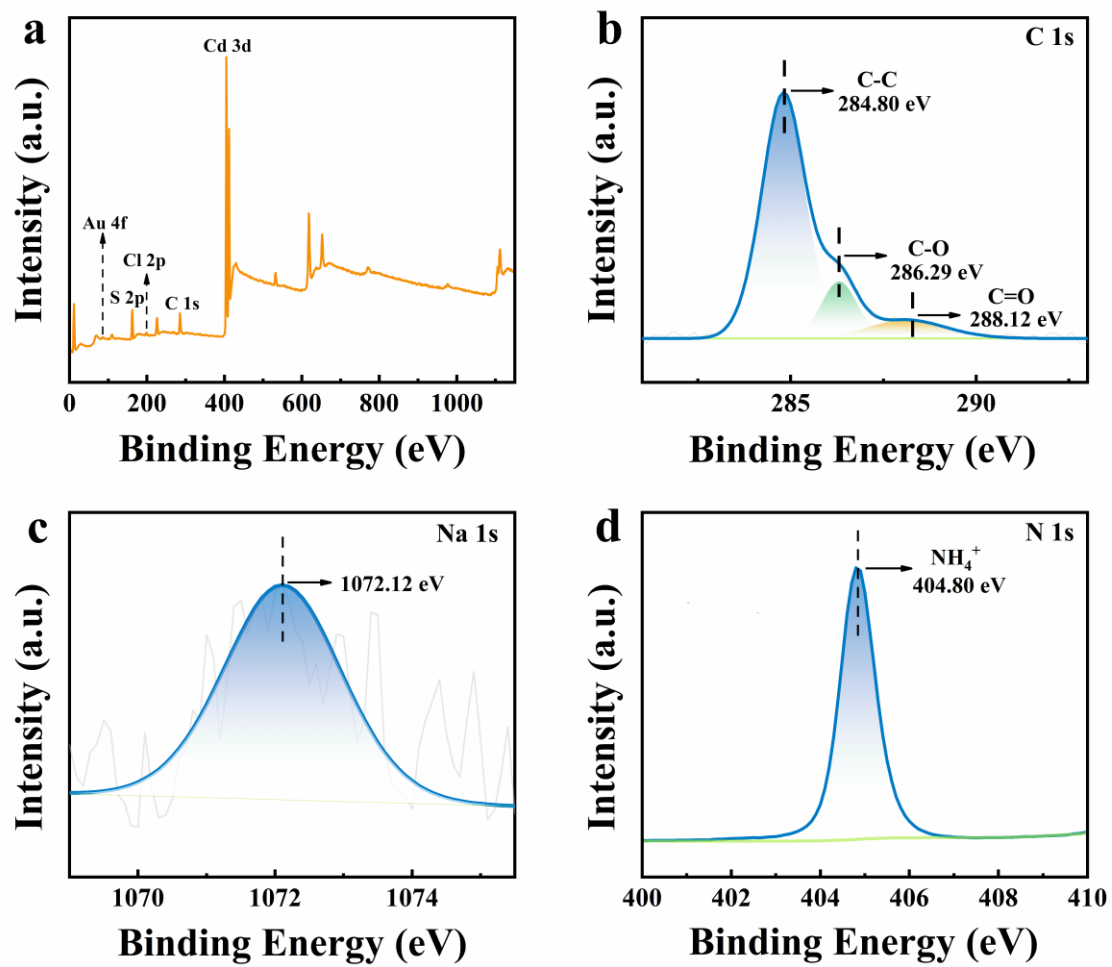 a
Cd 3d
Au 4f
Cl 2p
S 2p
C 1s
Intensity (a.u.)
0 200 400 600 800 1000
Binding Energy (eV)
b
C 1s
C-C
284.80 eV
C-O
286.29 eV
C=O
288.12 eV
Intensity (a.u.)
285 290
Binding Energy (eV)
c
Na 1s
1072.12 eV
Intensity (a.u.)
1070 1072 1074
Binding Energy (eV)
d
N 1s
NH₄⁺
404.80 eV
Intensity (a.u.)
400 402 404 406 408 410
Binding Energy (eV)